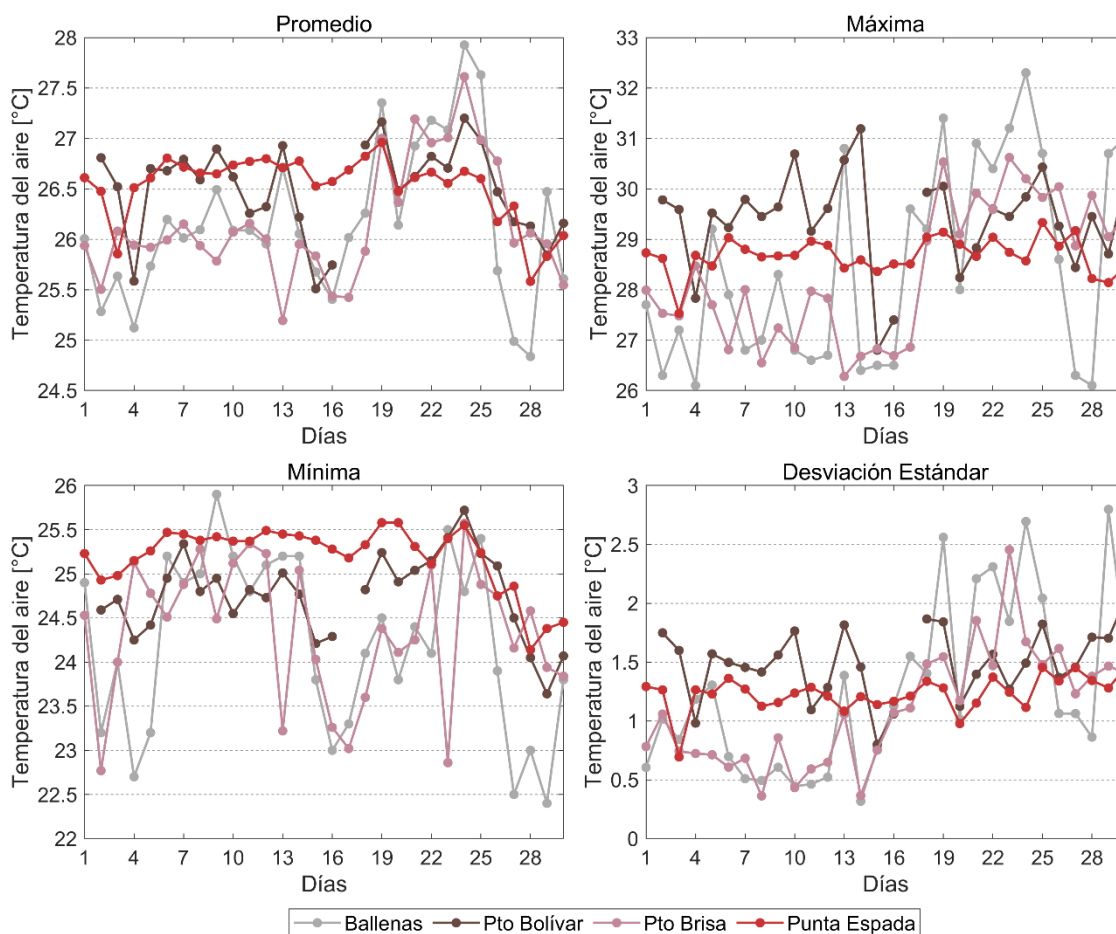 Promedio
Máxima
Temperatura del aire [°C]
28
27.5
27
26.5
26
25.5
25
24.5
1 4 7 10 13 16 19 22 25 28
Días
Temperatura del aire [°C]
33
32
31
30
29
28
27
26
1 4 7 10 13 16 19 22 25 28
Días
Mínima
Desviación Estándar
Temperatura del aire [°C]
26
25.5
25
24.5
24
23.5
23
22.5
22
1 4 7 10 13 16 19 22 25 28
Días
Temperatura del aire [°C]
3
2.5
2
1.5
1
0.5
0
1 4 7 10 13 16 19 22 25 28
Días
Ballenas Pto Bolívar Pto Brisa Punta Espada